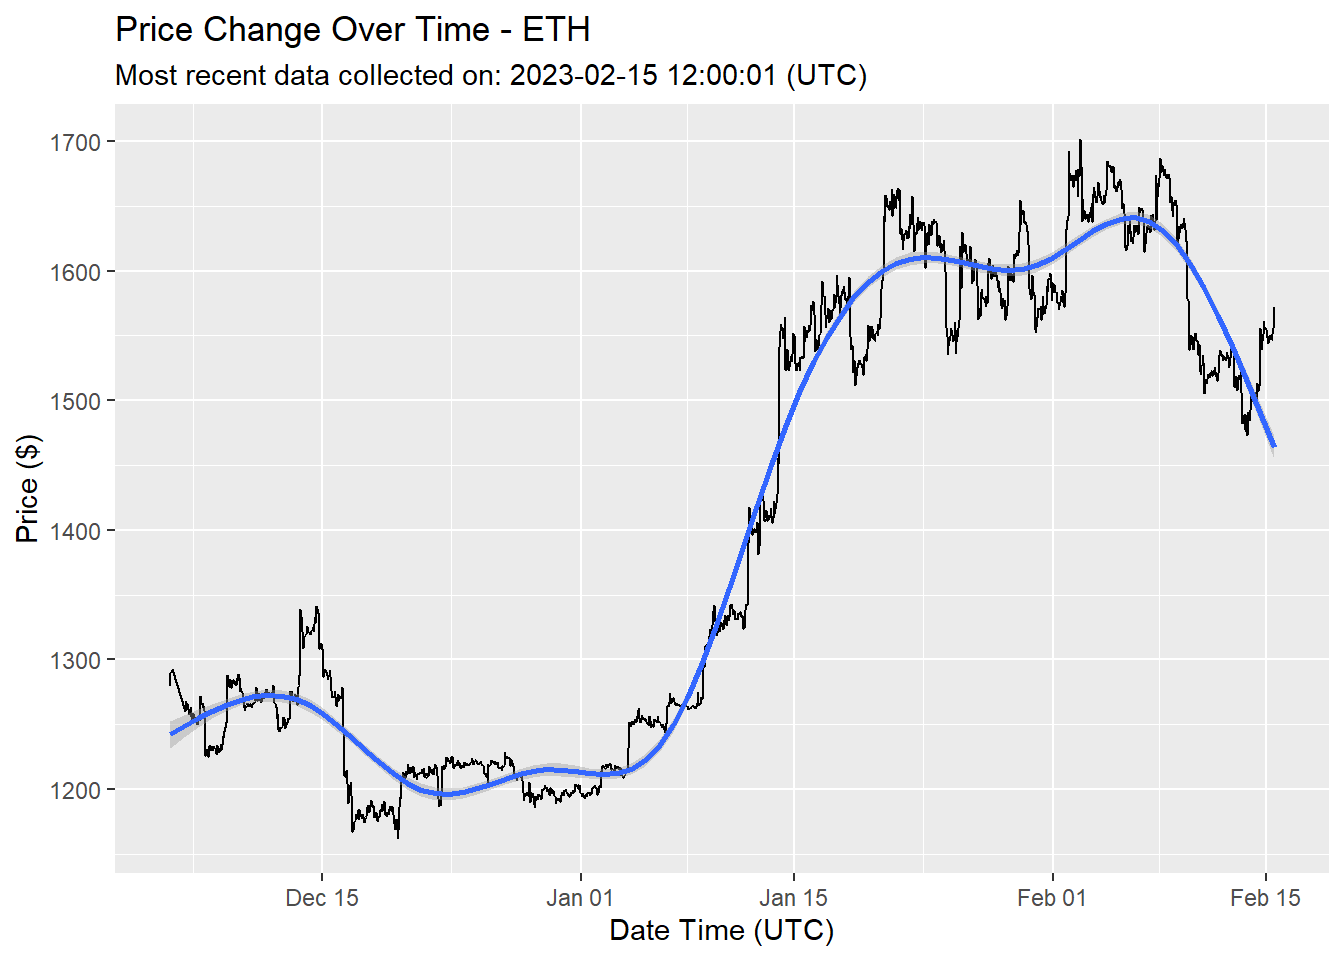 Price Change Over Time - ETH
Most recent data collected on: 2023-02-15 12:00:01 (UTC)
Price ($)
1700
1600
1500
1400
1300
1200
Dec 15
Jan 01
Jan 15
Feb 01
Feb 15
Date Time (UTC)